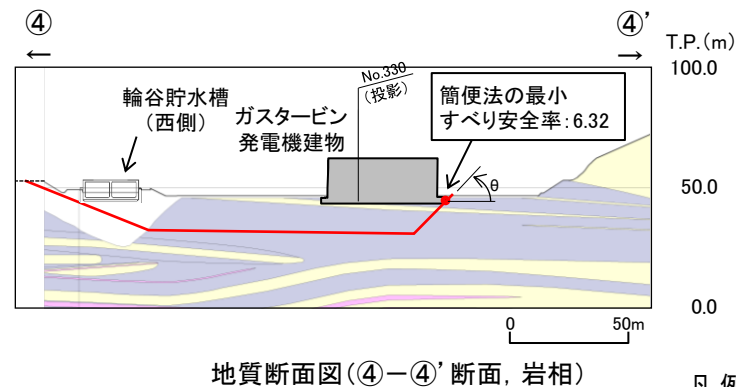 ④
④’
←
→
T.P.(m)
100.0
50.0
0.0
輪谷貯水槽
(西側)
ガスタービン
発電機建物
No.330
(投影)
簡便法の最小
すべり安全率:6.32
θ
0
50m
地質断面図(④-④’断面,岩相)
凡 例